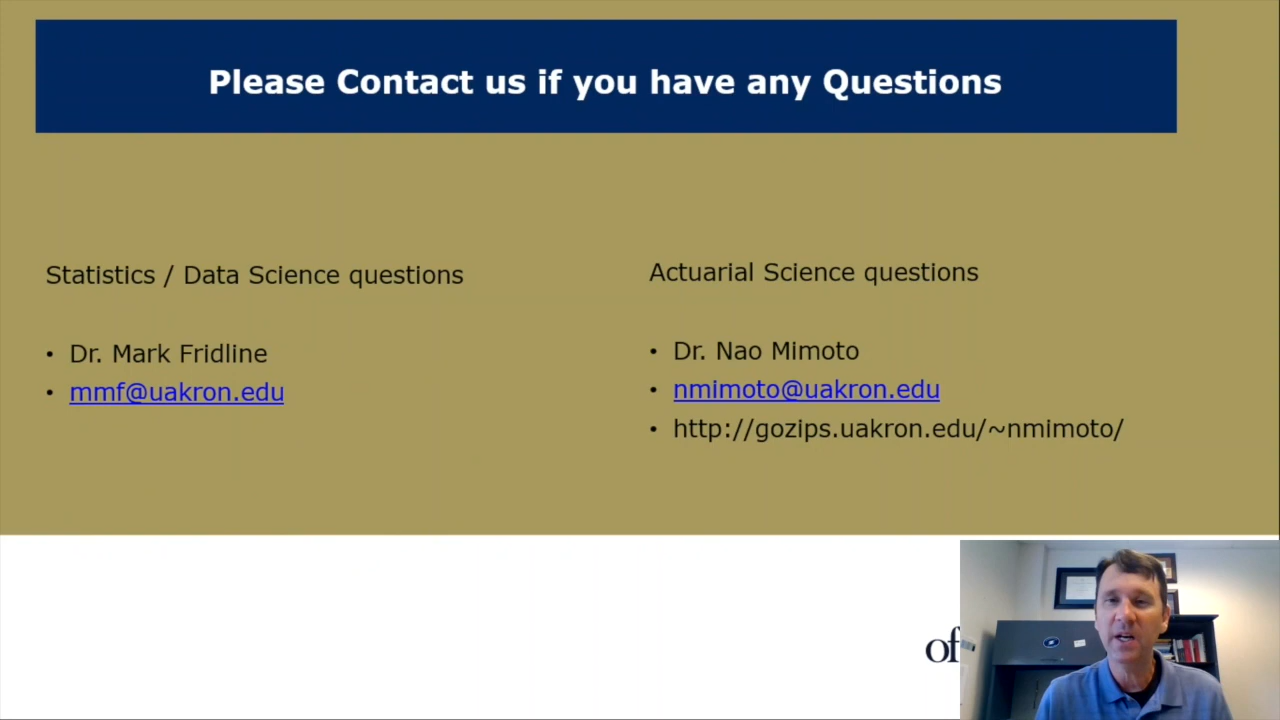 Please Contact us if you have any Questions
Statistics / Data Science questions
• Dr. Mark Fridline
• mmf@uakron.edu
Actuarial Science questions
• Dr. Nao Mimoto
• nmimoto@uakron.edu
• http://gozips.uakron.edu/~nmimoto/
of